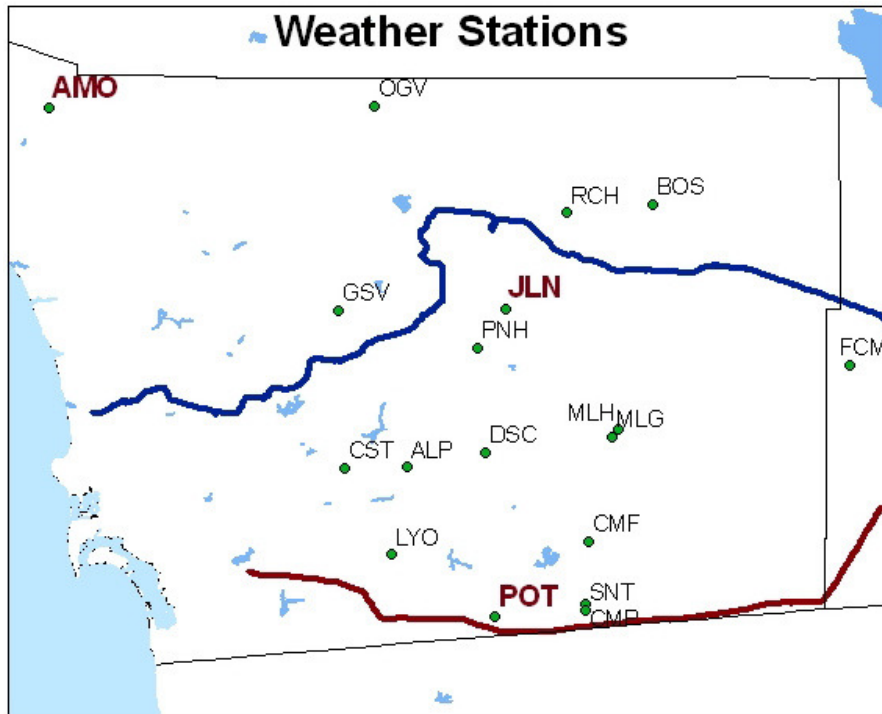 Weather Stations
AMO
OGV
RCH
BOS
GSV
JLN
PNH
FCM
MLH
MLG
CST
ALP
DSC
LYO
CMF
POT
SNT